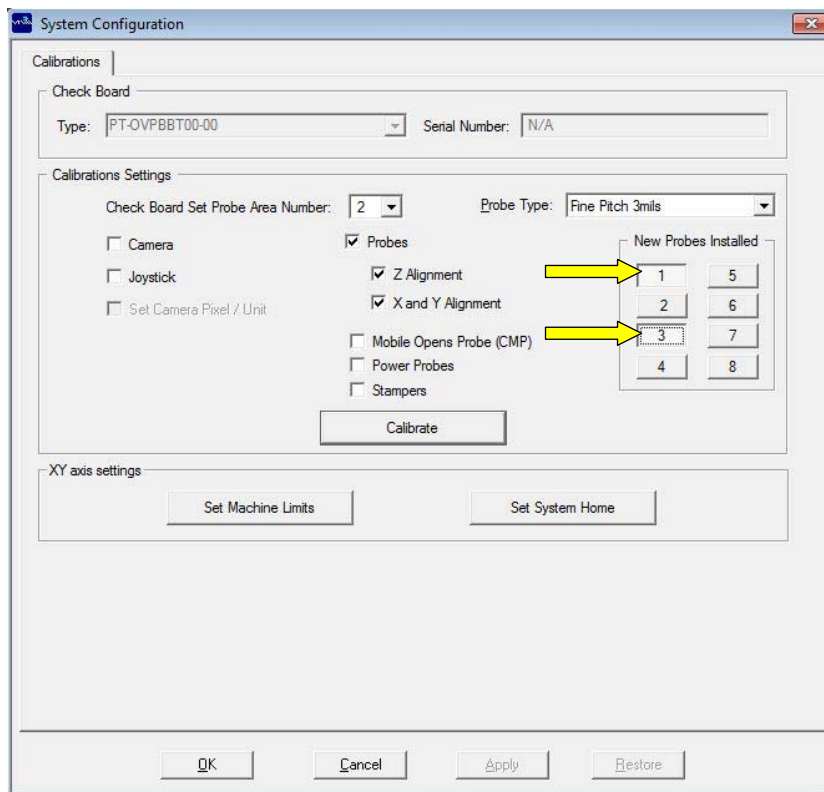 System Configuration
Calibrations
Check Board
Type: PT-OVPBBT00-00 Serial Number: N/A
Calibrations Settings
Check Board Set Probe Area Number: 2 Probe Type: Fine Pitch 3mils
Camera Probes New Probes Installed
Joystick Z Alignment 1 5
Set Camera Pixel / Unit X and Y Alignment 2 6
Mobile Opens Probe (CMP) 3 7
Power Probes 4 8
Stampers
Calibrate
XY axis settings
Set Machine Limits Set System Home
OK Cancel Apply Restore